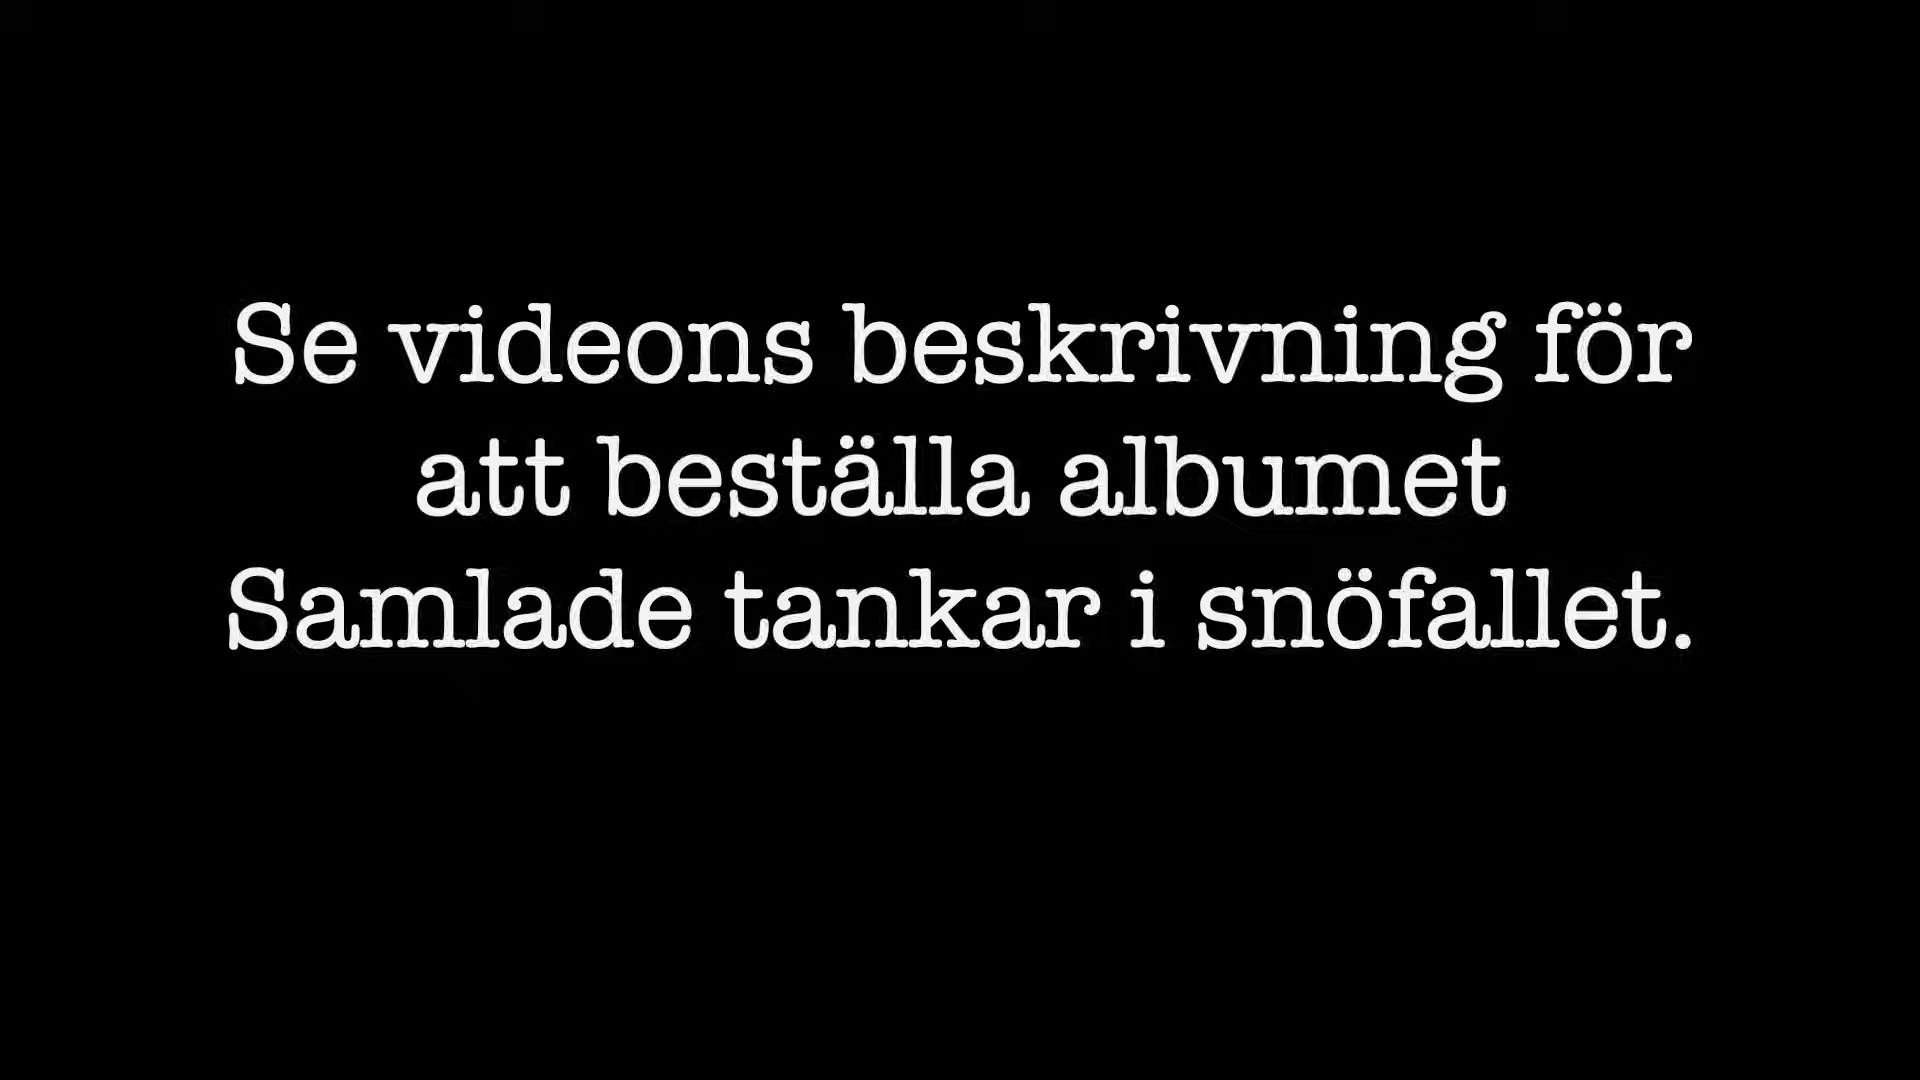 Se videons beskrivning för
att beställa albumet
Samlade tankar i snöfallet.